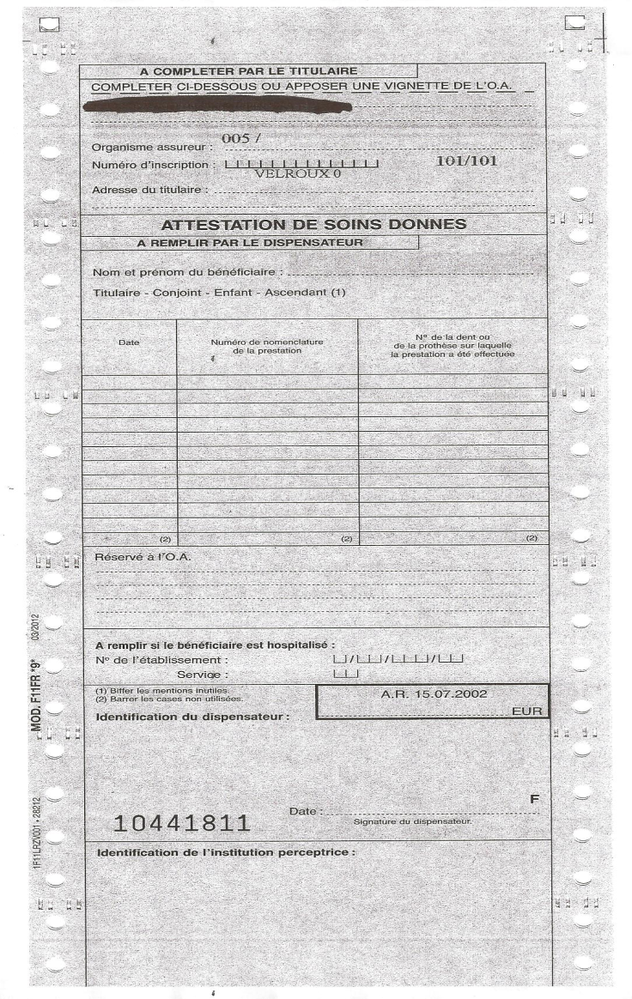 A COMPLETER PAR LE TITULAIRE
COMPLETER CI-DESSOUS OU APPOSER UNE VIGNETTE DE L'O.A.
005 /
Organisme assureur :
Numéro d'inscription : 101/101
VELROUX 0
Adresse du titulaire :
ATTESTATION DE SOINS DONNES
A REMPLIR PAR LE DISPENSATEUR
Nom et prénom du bénéficiaire :
Titulaire - Conjoint - Enfant - Ascendant (1)
Date
Numéro de nomenclature
de la prestation
N° de la dent ou
de la prothèse sur laquelle
la prestation a été effectuée
(2) (2) (2)
Réservé à l'O.A.
A remplir si le bénéficiaire est hospitalisé :
N° de l'établissement : / / /
Service :
(1) Biffer les mentions inutiles.
(2) Barrer les cases non utilisées.
A.R. 15.07.2002
EUR
Identification du dispensateur :
F
Date :
Signature du dispensateur.
10441811
Identification de l'institution perceptrice :
MOD. F11FR *9* 03/2012
1F11LRZV001 • 28212